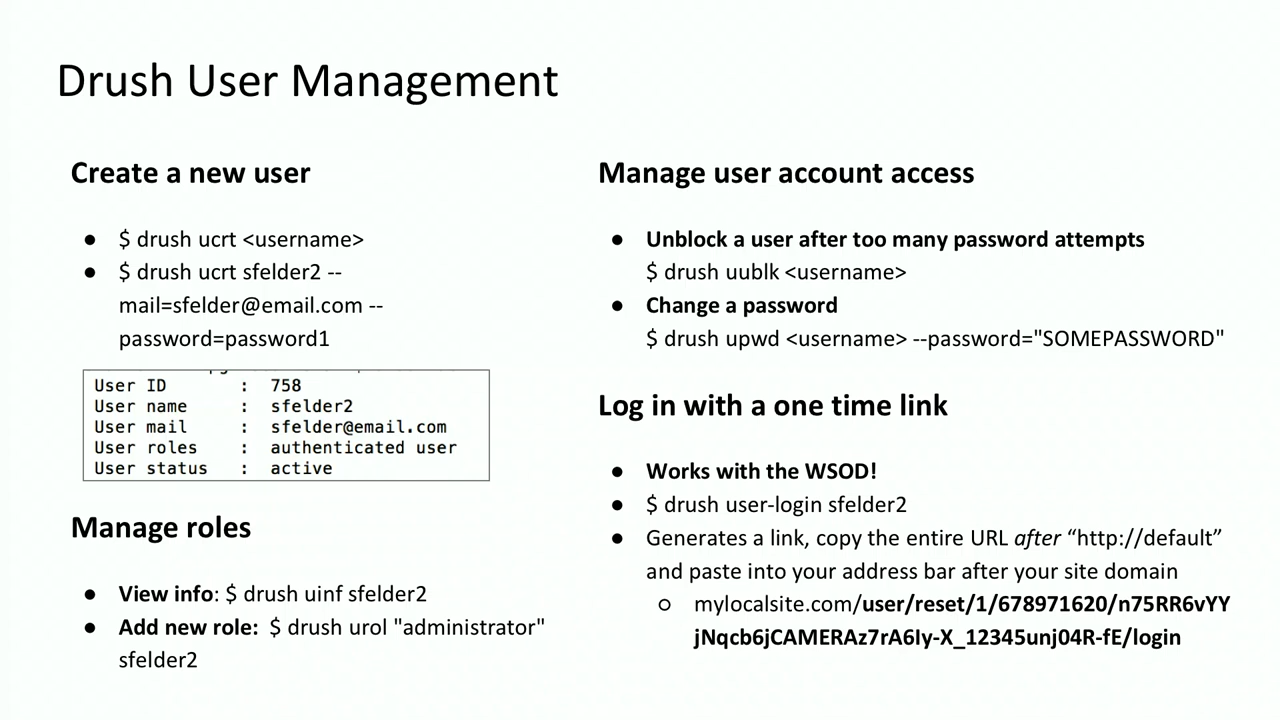 Drush User Management
Create a new user
● $ drush ucrt <username>
● $ drush ucrt sfelder2 --
mail=sfelder@email.com --
password=password1
User ID : 758
User name : sfelder2
User mail : sfelder@email.com
User roles : authenticated user
User status : active
Manage roles
● View info: $ drush uinf sfelder2
● Add new role: $ drush urol "administrator"
sfelder2
Manage user account access
● Unblock a user after too many password attempts
$ drush uublk <username>
● Change a password
$ drush upwd <username> --password="SOMEPASSWORD"
Log in with a one time link
● Works with the WSOD!
● $ drush user-login sfelder2
● Generates a link, copy the entire URL after “http://default”
and paste into your address bar after your site domain
○ mylocalsite.com/user/reset/1/678971620/n75RR6vYY
jNqcb6jCAMERAz7rA6Iy-X_12345unj04R-fE/login